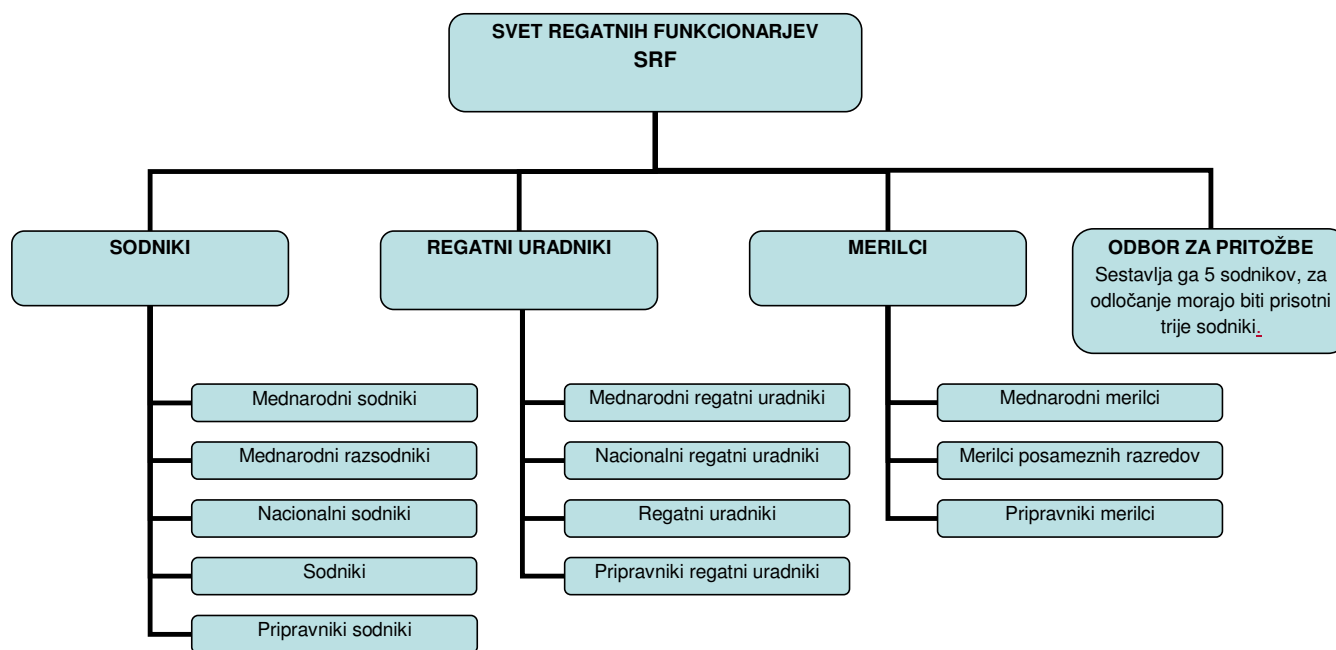 SVET REGATNIH FUNKCIONARJEV
SRF
SODNIKI
Mednarodni sodniki
Mednarodni razsodniki
Nacionalni sodniki
Sodniki
Pripravniki sodniki
REGATNI URADNIKI
Mednarodni regatni uradniki
Nacionalni regatni uradniki
Regatni uradniki
Pripravniki regatni uradniki
MERILCI
Mednarodni merilci
Merilci posameznih razredov
Pripravniki merilci
ODBOR ZA PRITOŽBE
Sestavlja ga 5 sodnikov, za
odločanje morajo biti prisotni
trije sodniki.